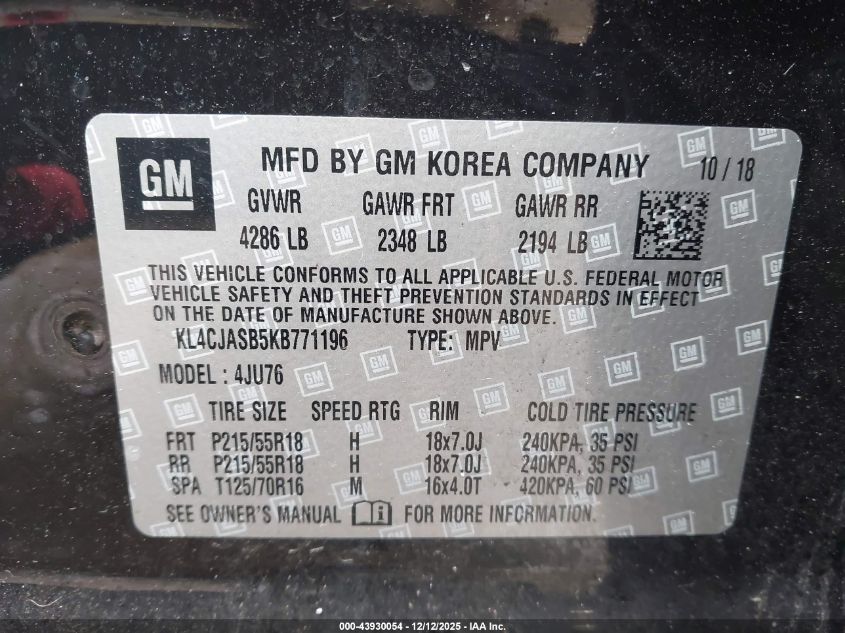 GM MFD BY GM KOREA COMPANY 10 / 18
GVWR GAWR FRT GAWR RR
4286 LB 2348 LB 2194 LB
THIS VEHICLE CONFORMS TO ALL APPLICABLE U.S. FEDERAL MOTOR
VEHICLE SAFETY AND THEFT PREVENTION STANDARDS IN EFFECT
ON THE DATE OF MANUFACTURE SHOWN ABOVE.
KL4CJASB5KB771196 TYPE: MPV
MODEL : 4JU76
TIRE SIZE SPEED RTG RIM COLD TIRE PRESSURE
FRT P215/55R18 H 18x7.0J 240KPA, 35 PSI
RR P215/55R18 H 18x7.0J 240KPA, 35 PSI
SPA T125/70R16 M 16x4.0T 420KPA, 60 PSI
SEE OWNER'S MANUAL FOR MORE INFORMATION.
000-43930054 - 12/12/2025 - IAA Inc.